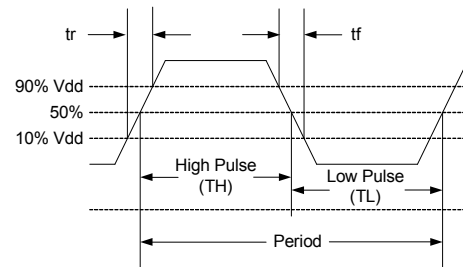 tr
tf
90% Vdd
50%
10% Vdd
High Pulse
(TH)
Low Pulse
(TL)
Period